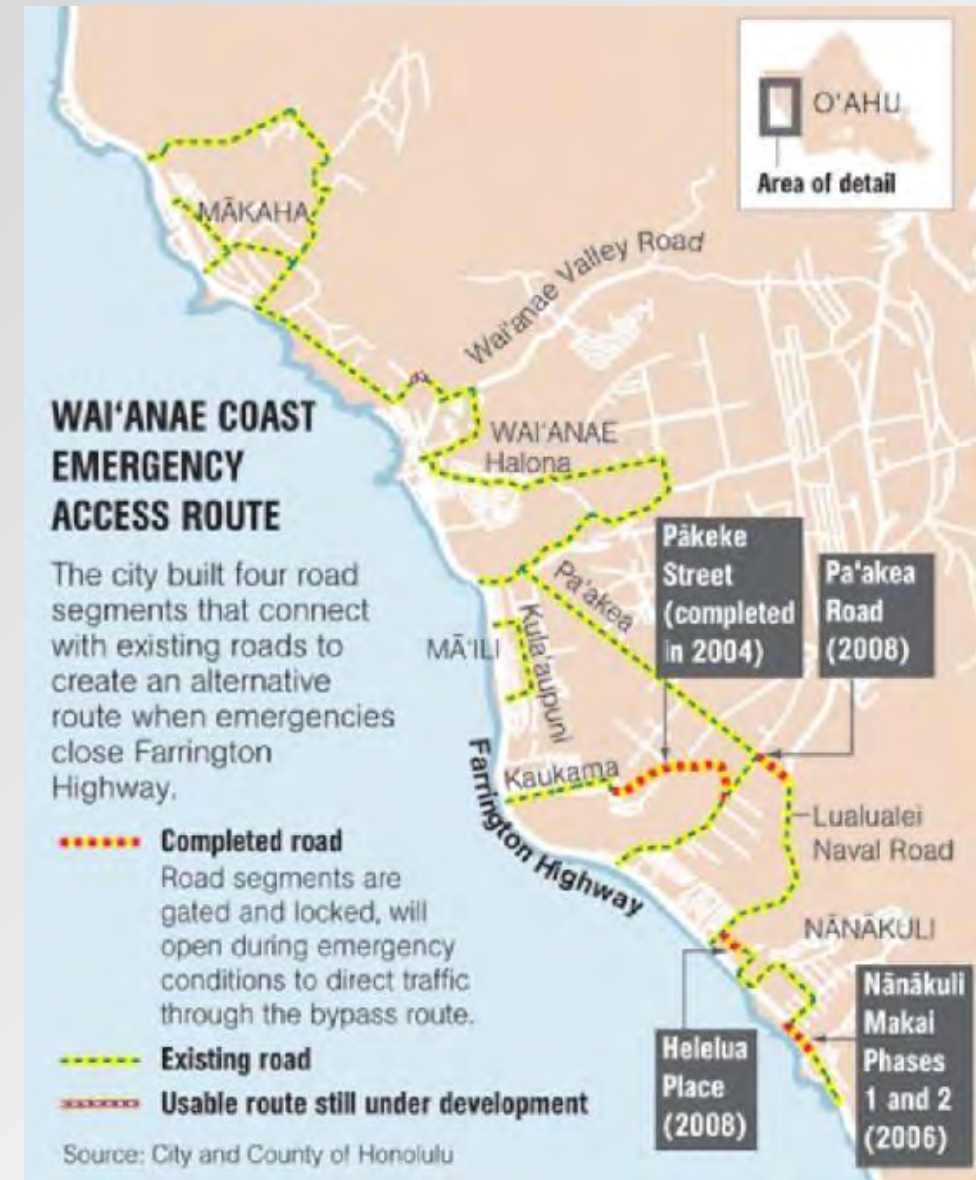 O‘AHU
Area of detail
MĀKAHA
Wai‘anae Valley Road
WAI‘ANAE COAST
EMERGENCY
ACCESS ROUTE
The city built four road
segments that connect
with existing roads to
create an alternative
route when emergencies
close Farrington
Highway.
WAI‘ANAE
Halona
Pākeke
Street
(completed
in 2004)
Pa‘akea
Road
(2008)
Pa‘akea
MĀ‘ILI
Kula‘aupuni
Kaukama
Farrington Highway
Lualualei
Naval Road
NĀNĀKULI
Helelua
Place
(2008)
Nānākuli
Makai
Phases
1 and 2
(2006)
Completed road
Road segments are
gated and locked, will
open during emergency
conditions to direct traffic
through the bypass route.
Existing road
Usable route still under development
Source: City and County of Honolulu